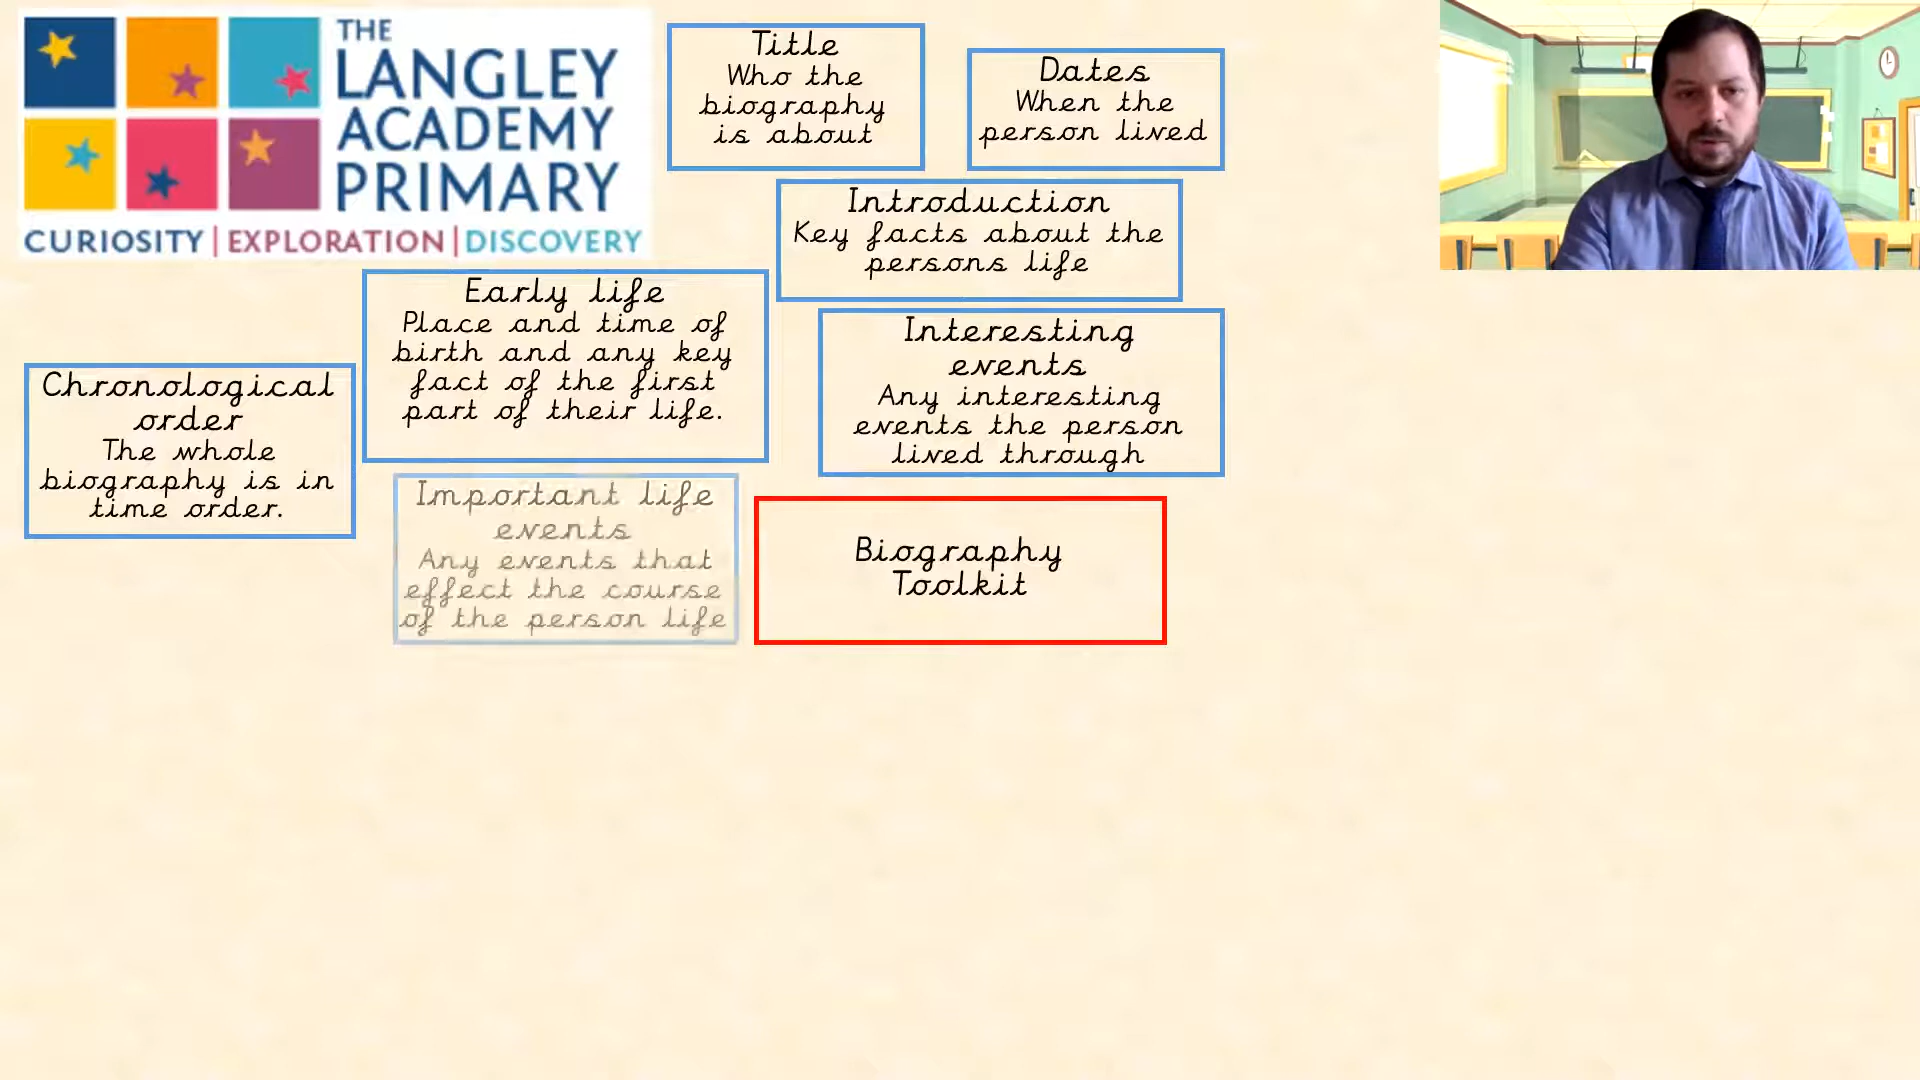 THE
LANGLEY
ACADEMY
PRIMARY
CURIOSITY | EXPLORATION | DISCOVERY
Title
Who the
biography
is about
Dates
When the
person lived
Introduction
Key facts about the
persons life
Early life
Place and time of
birth and any key
fact of the first
part of their life.
Interesting
events
Any interesting
events the person
lived through
Chronological
order
The whole
biography is in
time order.
Important life
events
Any events that
effect the course
of the person life
Biography
Toolkit